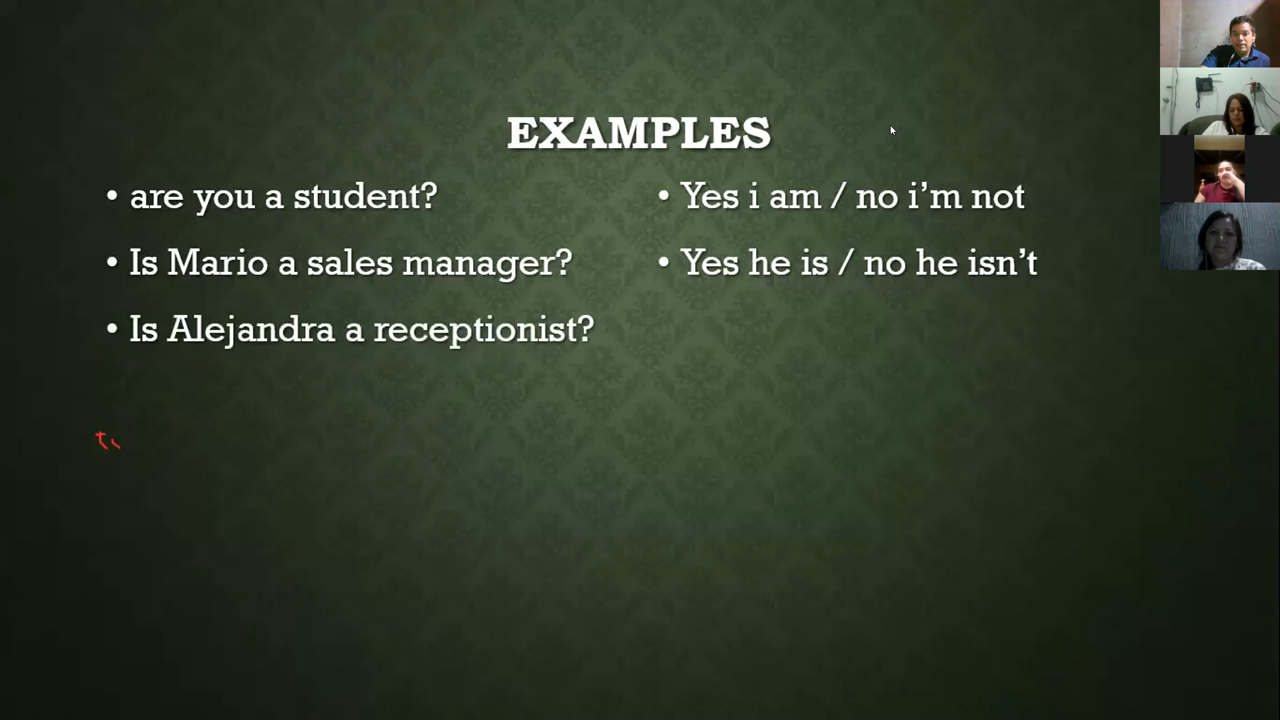 EXAMPLES
• are you a student?
• Is Mario a sales manager?
• Is Alejandra a receptionist?
• Yes i am / no i’m not
• Yes he is / no he isn’t